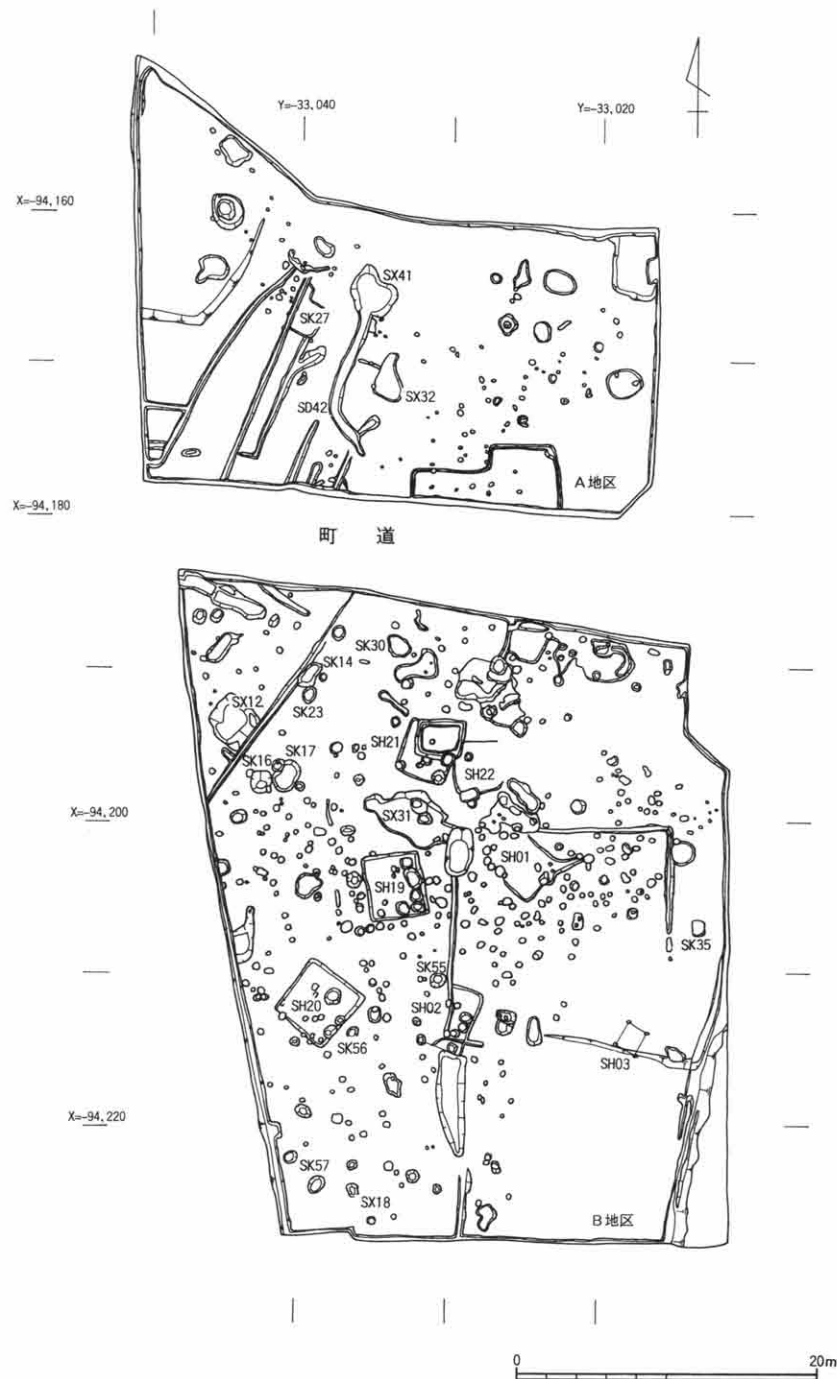 Y=-33,040
Y=-33,020
X=-94,160
SX41
SK27
SX32
SD42
A地区
X=-94,180
町 道
SK30
SK14
SX12
SK23
SH21
SK17
SK16
SH22
X=-94,200
SX31
SH01
SH19
SK35
SK55
SH20
SH02
SK56
SH03
X=-94,220
SK57
SX18
B地区
0
20m